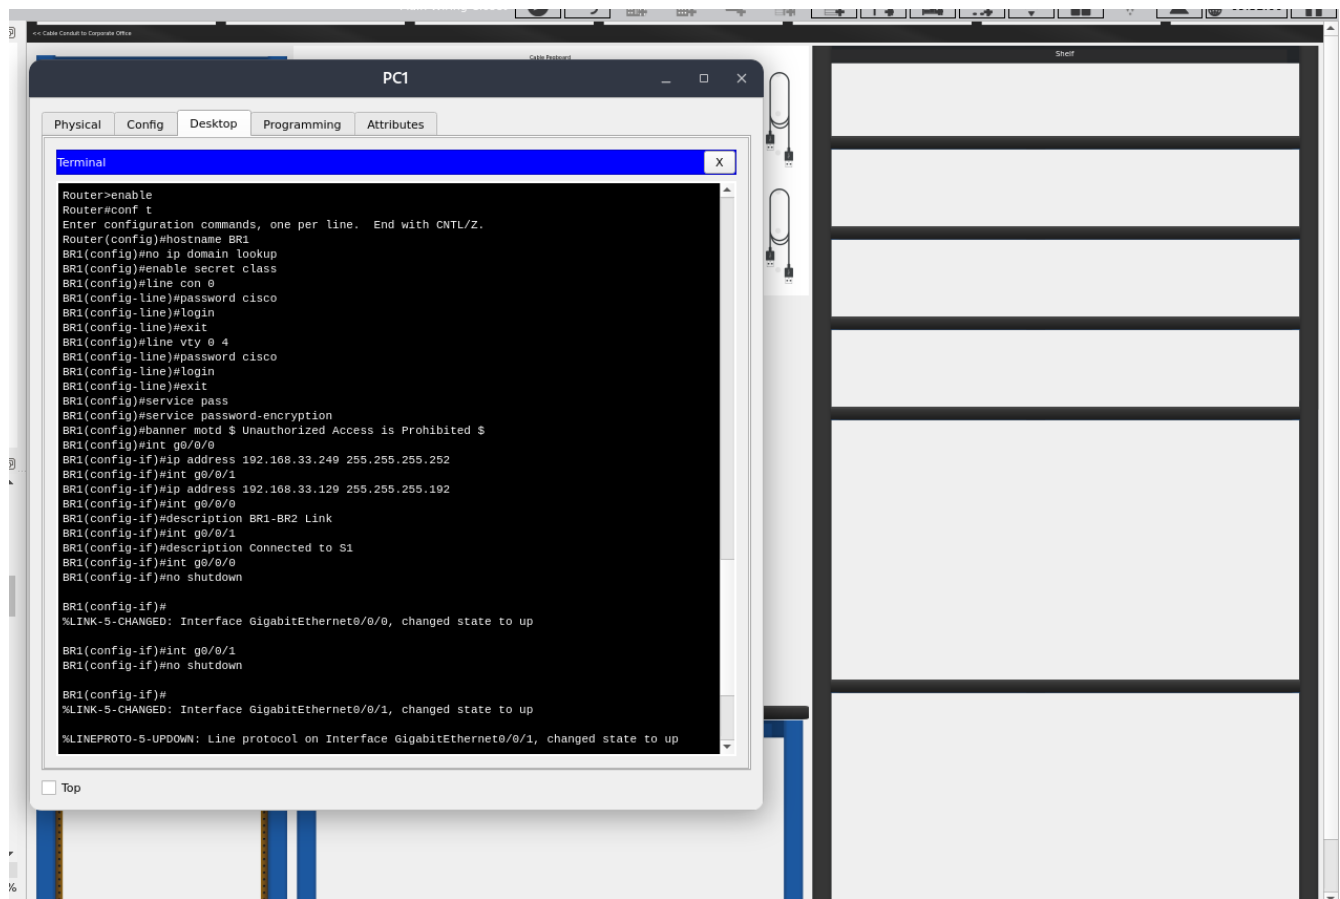 << Cable Conduit to Corporate Office
Cable Pegboard
Shelf
PC1
Physical
Config
Desktop
Programming
Attributes
Terminal
X
Router>enable
Router#conf t
Enter configuration commands, one per line.  End with CNTL/Z.
Router(config)#hostname BR1
BR1(config)#no ip domain lookup
BR1(config)#enable secret class
BR1(config)#line con 0
BR1(config-line)#password cisco
BR1(config-line)#login
BR1(config-line)#exit
BR1(config)#line vty 0 4
BR1(config-line)#password cisco
BR1(config-line)#login
BR1(config-line)#exit
BR1(config)#service pass
BR1(config)#service password-encryption
BR1(config)#banner motd $ Unauthorized Access is Prohibited $
BR1(config)#int g0/0/0
BR1(config-if)#ip address 192.168.33.249 255.255.255.252
BR1(config-if)#int g0/0/1
BR1(config-if)#ip address 192.168.33.129 255.255.255.192
BR1(config-if)#int g0/0/0
BR1(config-if)#description BR1-BR2 Link
BR1(config-if)#int g0/0/1
BR1(config-if)#description Connected to S1
BR1(config-if)#int g0/0/0
BR1(config-if)#no shutdown
BR1(config-if)#
%LINK-5-CHANGED: Interface GigabitEthernet0/0/0, changed state to up
BR1(config-if)#int g0/0/1
BR1(config-if)#no shutdown
BR1(config-if)#
%LINK-5-CHANGED: Interface GigabitEthernet0/0/1, changed state to up
%LINEPROTO-5-UPDOWN: Line protocol on Interface GigabitEthernet0/0/1, changed state to up
Top
%